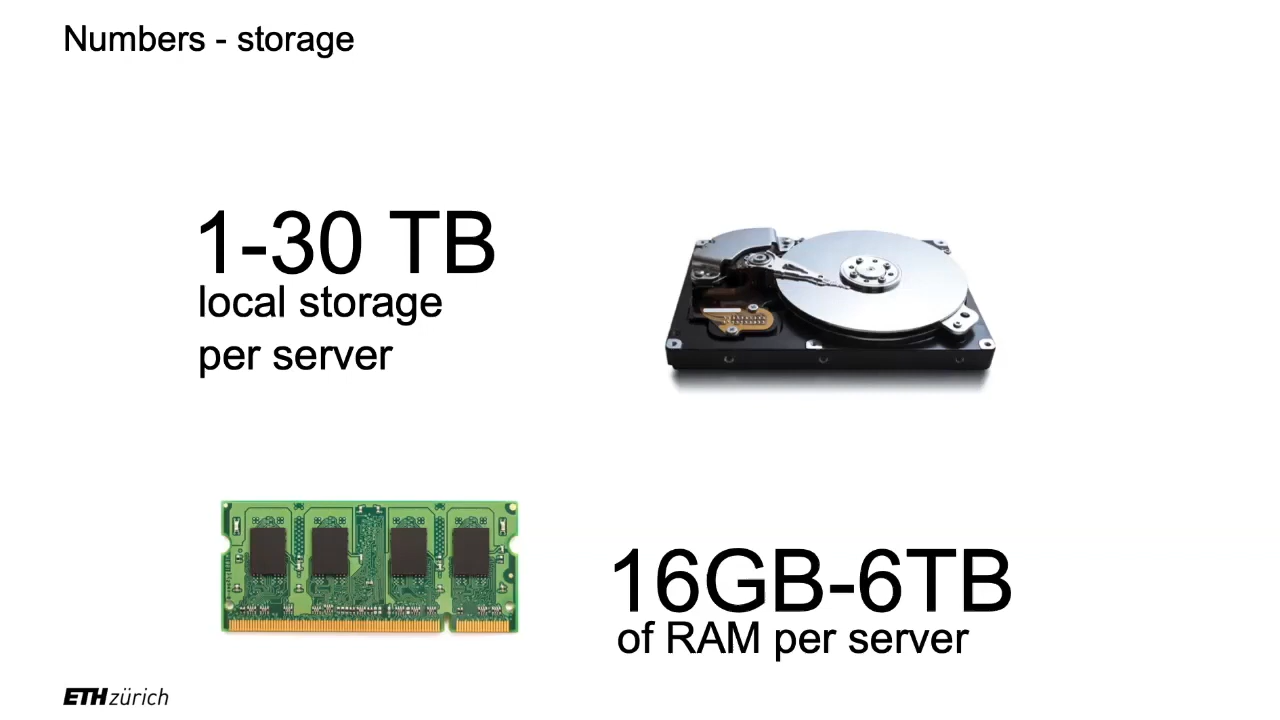 Numbers - storage
1-30 TB
local storage
per server
16GB-6TB
of RAM per server
ETH zürich